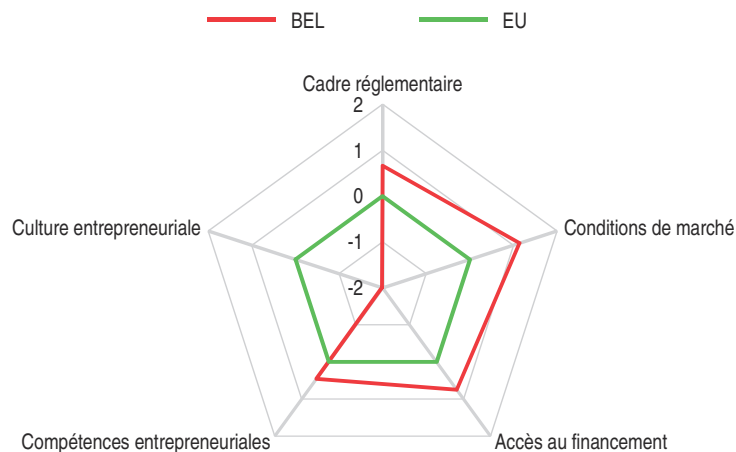 BEL
EU
Cadre réglementaire
2
1
0
-1
-2
Culture entrepreneuriale
Conditions de marché
Compétences entrepreneuriales
Accès au financement